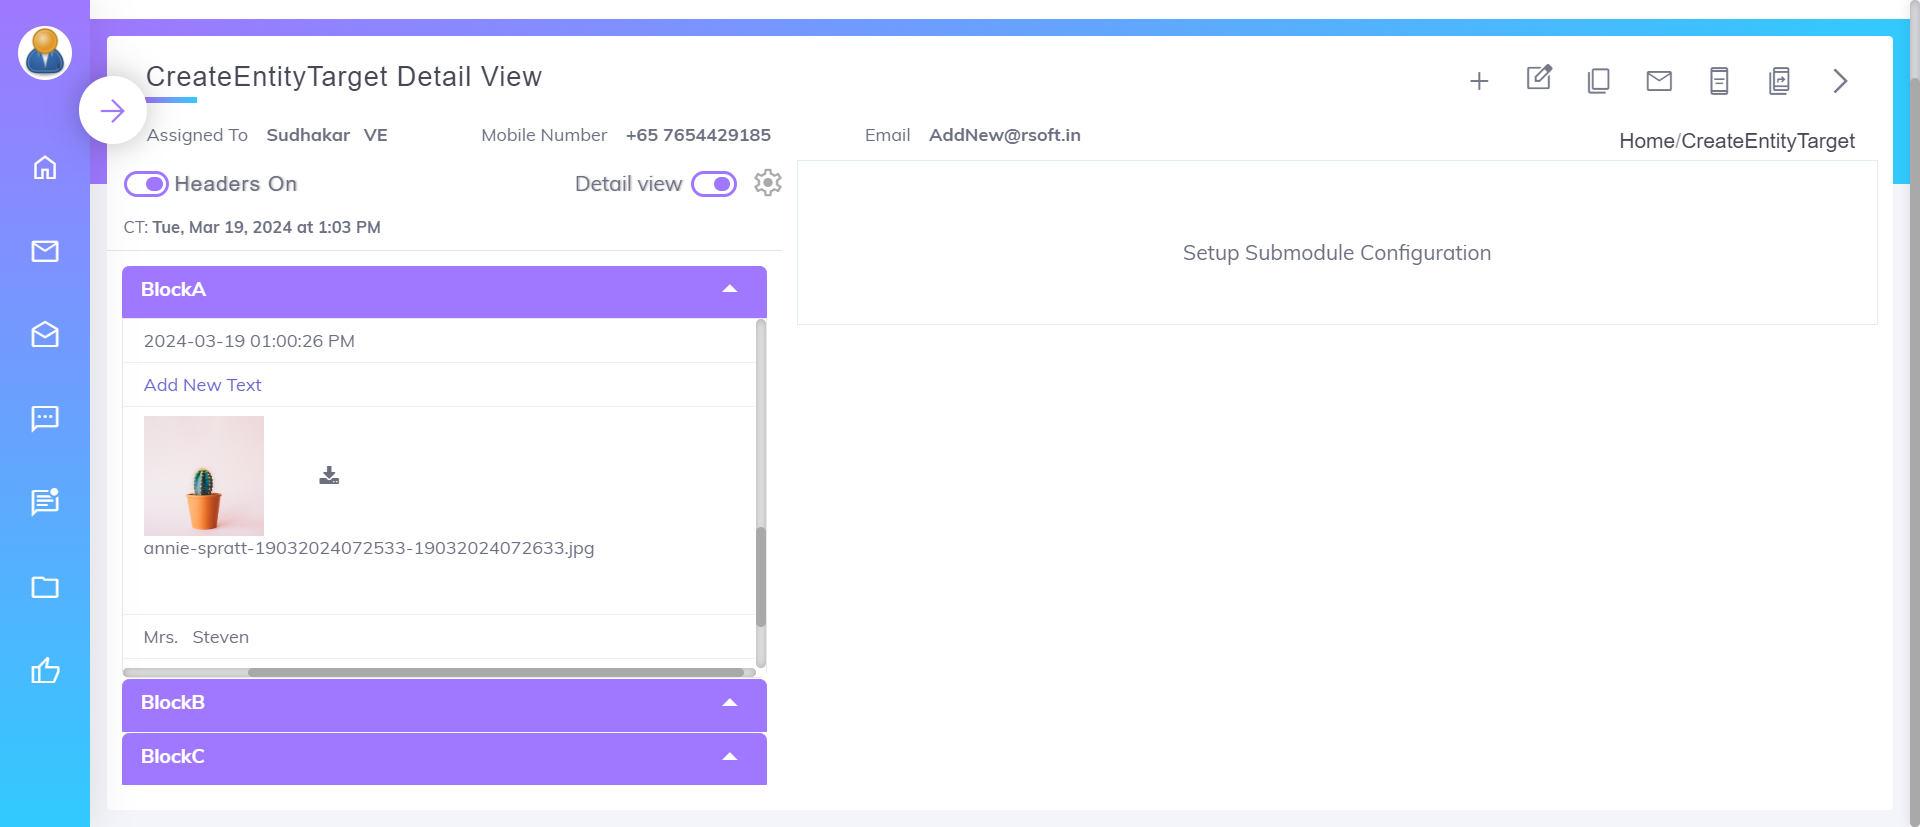 CreateEntityTarget Detail View
Assigned To Sudhakar VE Mobile Number +65 7654429185 Email AddNew@rsoft.in
Home/CreateEntityTarget
Headers On Detail view
CT: Tue, Mar 19, 2024 at 1:03 PM
Setup Submodule Configuration
BlockA
2024-03-19 01:00:26 PM
Add New Text
annie-spratt-19032024072533-19032024072633.jpg
Mrs. Steven
BlockB
BlockC